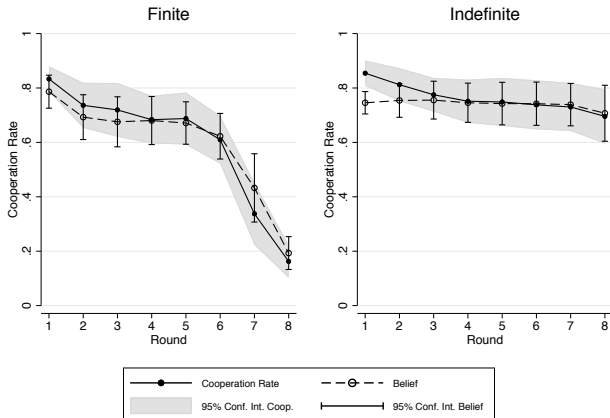 Finite
Indefinite
Cooperation Rate
1
.8
.6
.4
.2
0
1 2 3 4 5 6 7 8
Round
Cooperation Rate
1
.8
.6
.4
.2
0
1 2 3 4 5 6 7 8
Round
Cooperation Rate
Belief
95% Conf. Int. Coop.
95% Conf. Int. Belief